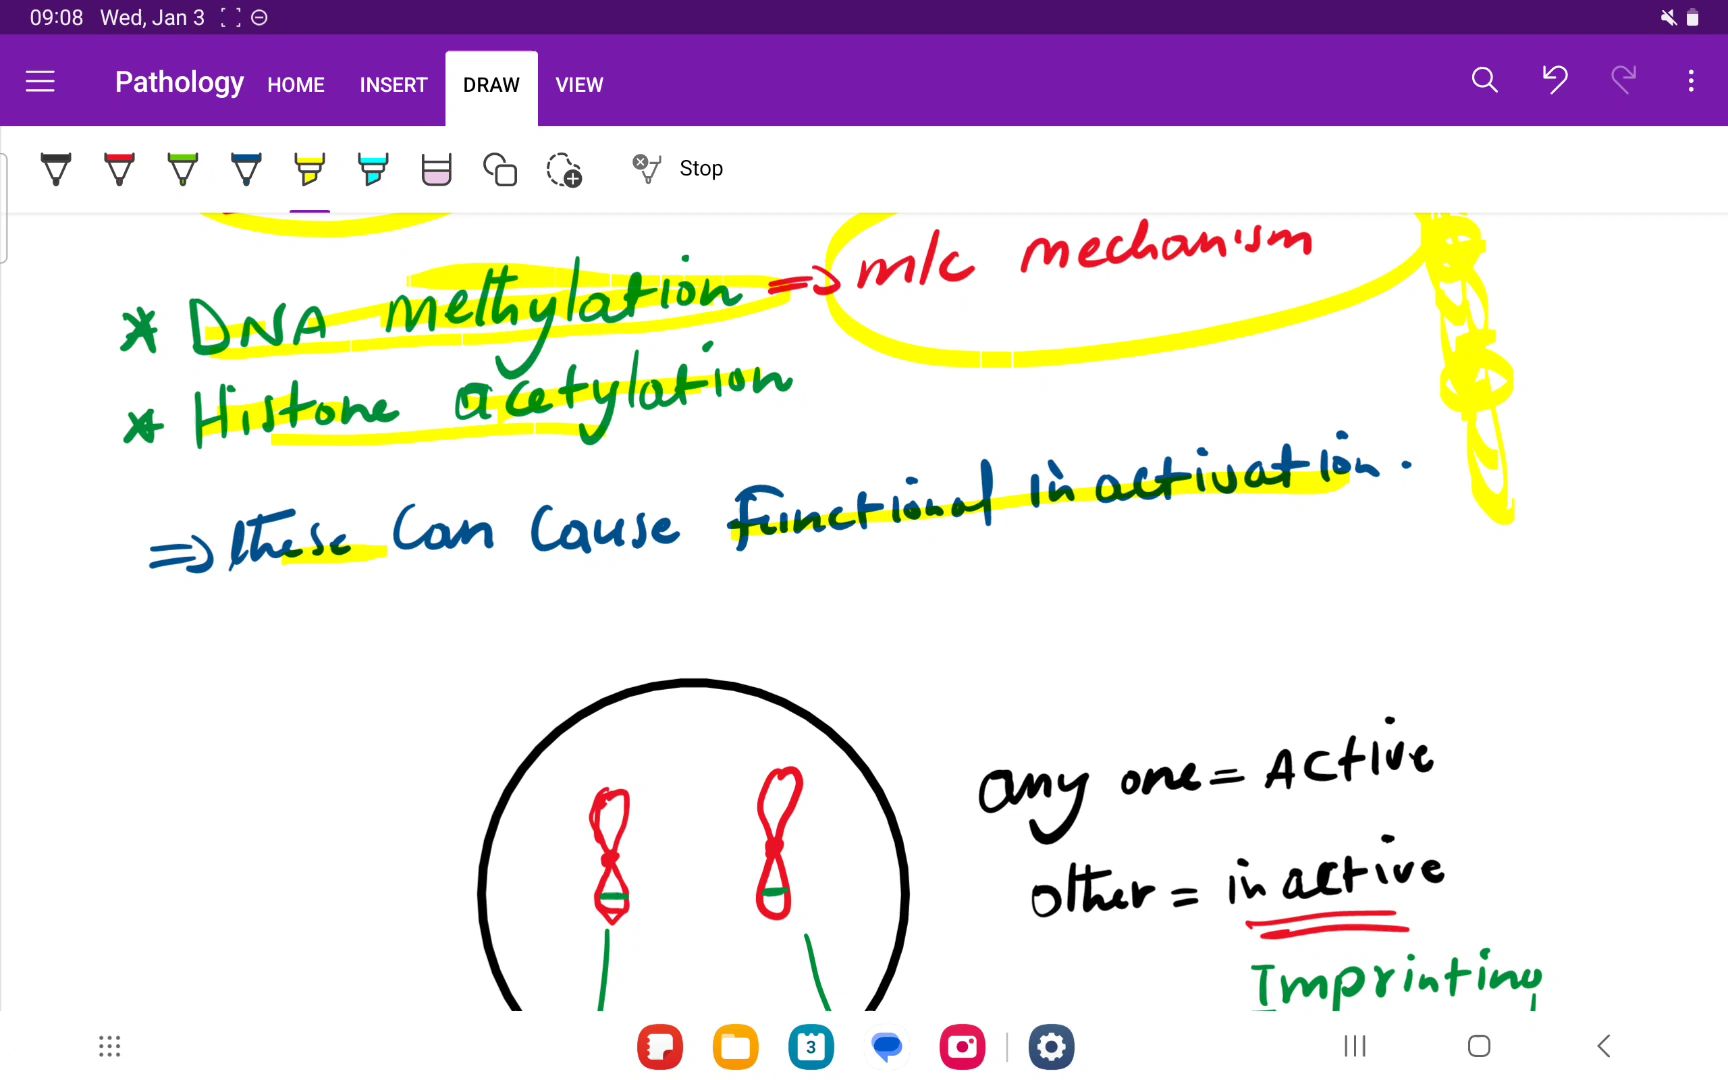 09:08 Wed, Jan 3
Pathology HOME INSERT DRAW VIEW
Stop
* DNA methylation => m/c mechanism
* Histone acetylation
=> these can cause functional inactivation.
any one = Active
other = inactive
Imprinting
3